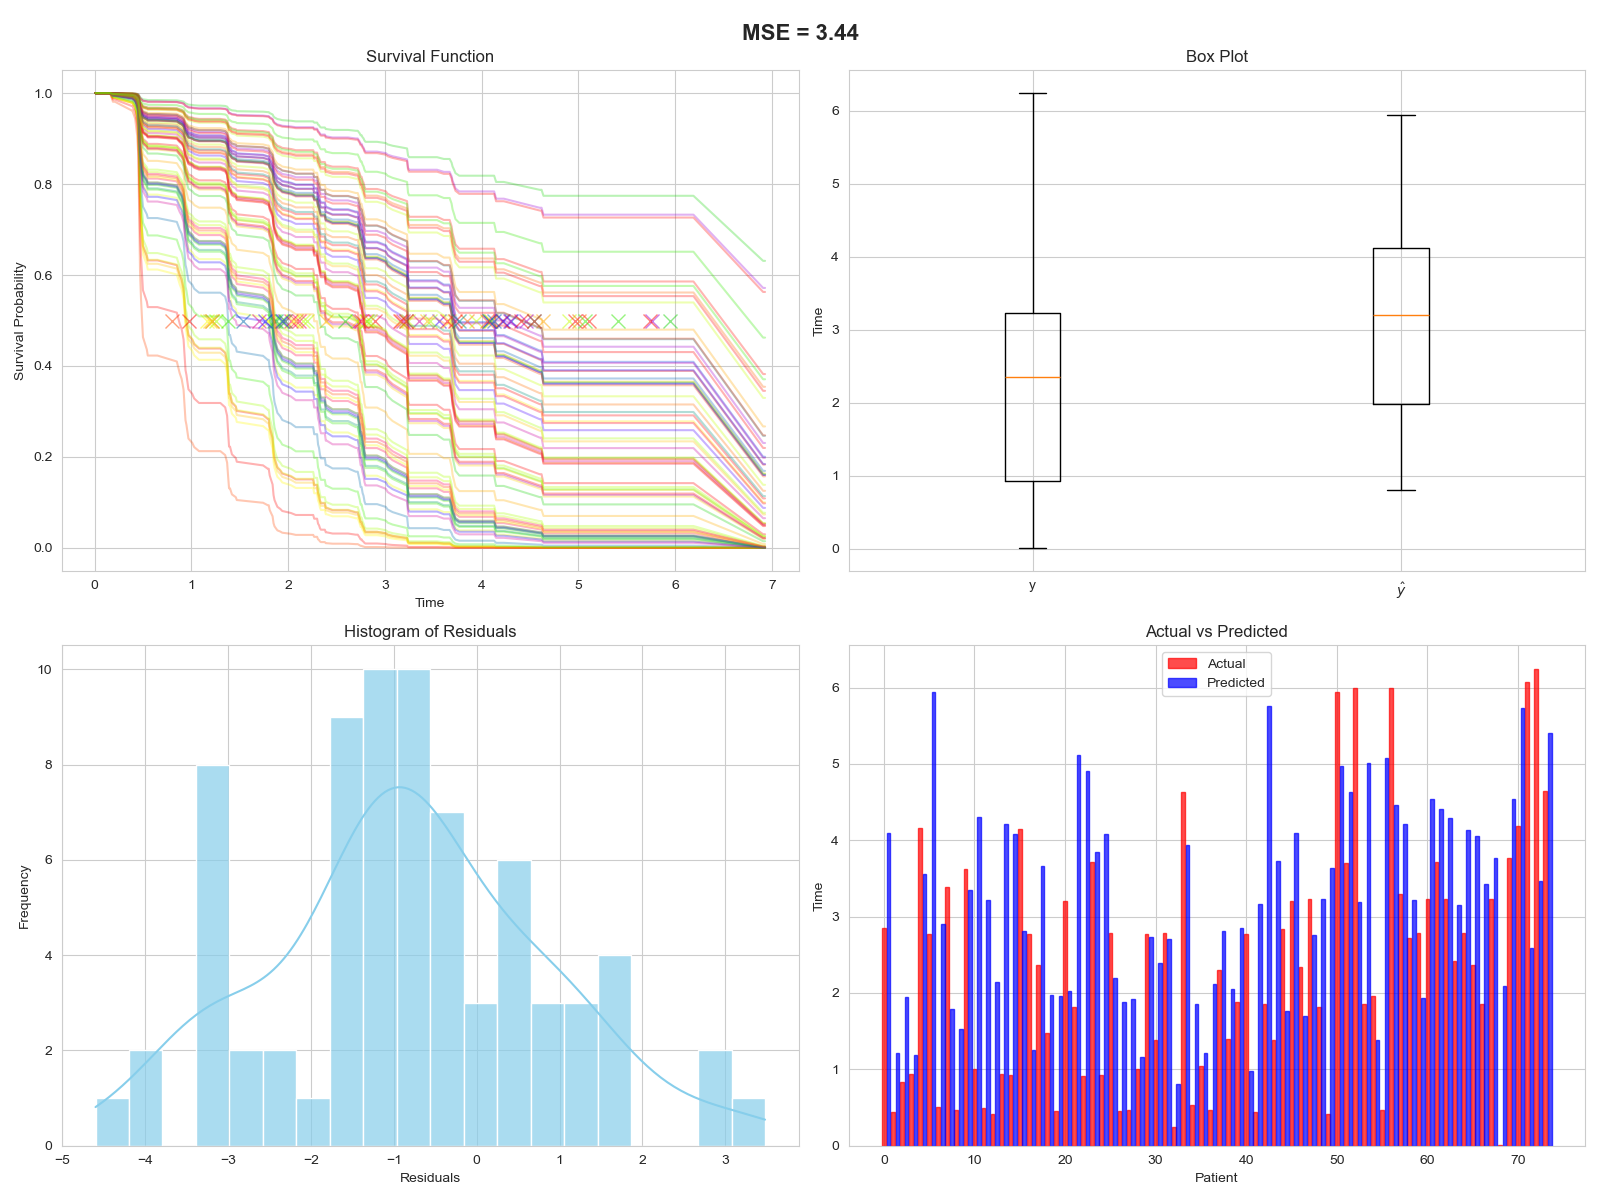 MSE = 3.44
Survival Function
Survival Probability
1.0
0.8
0.6
0.4
0.2
0.0
0 1 2 3 4 5 6 7
Time
Box Plot
Time
6
5
4
3
2
1
0
y ŷ
Histogram of Residuals
Frequency
10
8
6
4
2
0
−5 −4 −3 −2 −1 0 1 2 3
Residuals
Actual vs Predicted
Actual
Predicted
Time
6
5
4
3
2
1
0
0 10 20 30 40 50 60 70
Patient